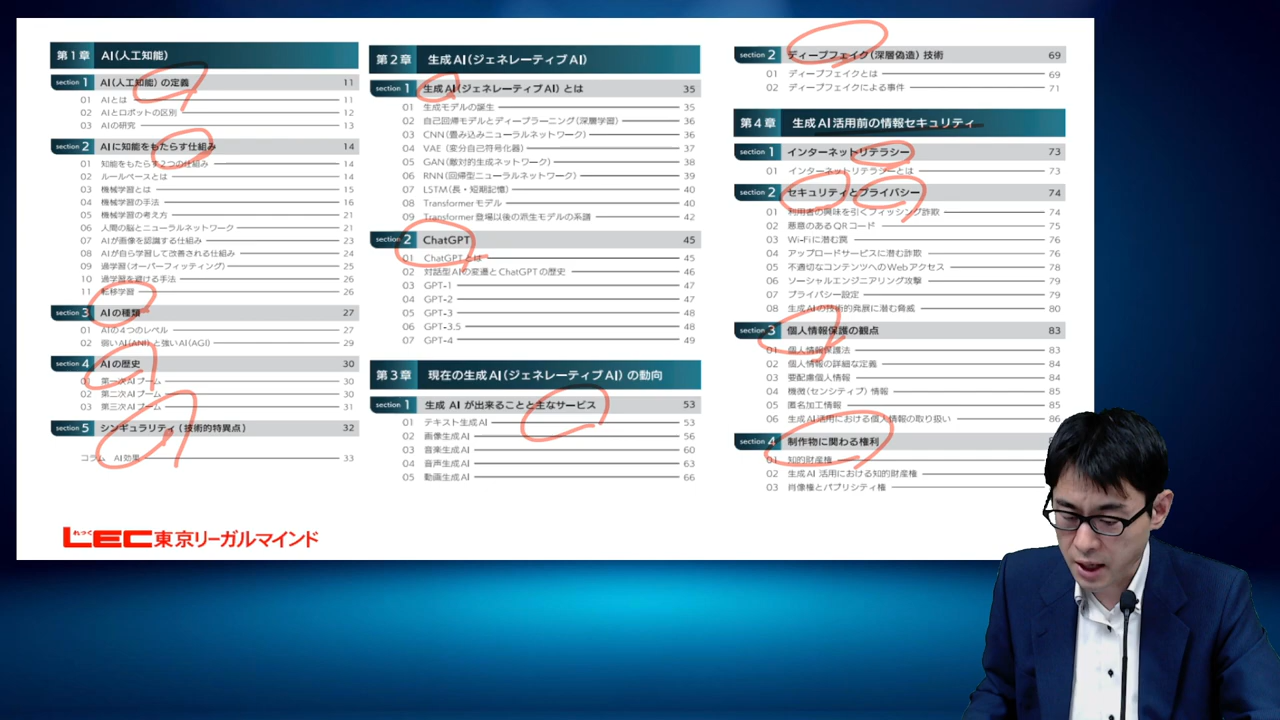 第1章 AI(人工知能)
section 1 AI(人工知能)の定義 11
01 AIとは 11
02 AIとロボットの区別 12
03 AIの研究 13
section 2 AIに知能をもたらす仕組み 14
01 知能をもたらす2つの仕組み 14
02 ルールベースとは 14
03 機械学習とは 15
04 機械学習の手法 16
05 機械学習の考え方 21
06 人間の脳とニューラルネットワーク 21
07 AIが画像を認識する仕組み 23
08 AIが自ら学習して改善される仕組み 24
09 過学習(オーバーフィッティング) 25
10 過学習を避ける手法 26
11 転移学習 26
section 3 AIの種類 27
01 AIの4つのレベル 27
02 弱いAI(ANI)と強いAI(AGI) 29
section 4 AIの歴史 30
01 第一次AIブーム 30
02 第二次AIブーム 30
03 第三次AIブーム 31
section 5 シンギュラリティ(技術的特異点) 32
コラム AI効果 33
第2章 生成AI(ジェネレーティブAI)
section 1 生成AI(ジェネレーティブAI)とは 35
01 生成モデルの誕生 35
02 自己回帰モデルとディープラーニング(深層学習) 36
03 CNN(畳み込みニューラルネットワーク) 36
04 VAE(変分自己符号化器) 37
05 GAN(敵対的生成ネットワーク) 38
06 RNN(回帰型ニューラルネットワーク) 39
07 LSTM(長・短期記憶) 40
08 Transformerモデル 40
09 Transformer登場以後の派生モデルの系譜 42
section 2 ChatGPT 45
01 ChatGPTとは 45
02 対話型AIの変遷とChatGPTの歴史 46
03 GPT-1 47
04 GPT-2 47
05 GPT-3 48
06 GPT-3.5 48
07 GPT-4 49
第3章 現在の生成AI(ジェネレーティブAI)の動向
section 1 生成 AI が出来ることと主なサービス 53
01 テキスト生成AI 53
02 画像生成AI 56
03 音楽生成AI 60
04 音声生成AI 63
05 動画生成AI 66
section 2 ディープフェイク(深層偽造)技術 69
01 ディープフェイクとは 69
02 ディープフェイクによる事件 71
第4章 生成AI活用前の情報セキュリティ
section 1 インターネットリテラシー 73
01 インターネットリテラシーとは 73
section 2 セキュリティとプライバシー 74
01 利用者の興味を引くフィッシング詐欺 74
02 悪意のあるQRコード 75
03 Wi-Fiに潜む罠 76
04 アップロードサービスに潜む詐欺 76
05 不適切なコンテンツへのWebアクセス 78
06 ソーシャルエンジニアリング攻撃 79
07 プライバシー設定 79
08 生成AIの技術的発展に潜む脅威 80
section 3 個人情報保護の観点 83
01 個人情報保護法 83
02 個人情報の詳細な定義 84
03 要配慮個人情報 84
04 機微(センシティブ)情報 85
05 匿名加工情報 85
06 生成AI活用における個人情報の取り扱い 86
section 4 制作物に関わる権利
01 知的財産権
02 生成AI 活用における知的財産権
03 肖像権とパブリシティ権
れっく LEC東京リーガルマインド